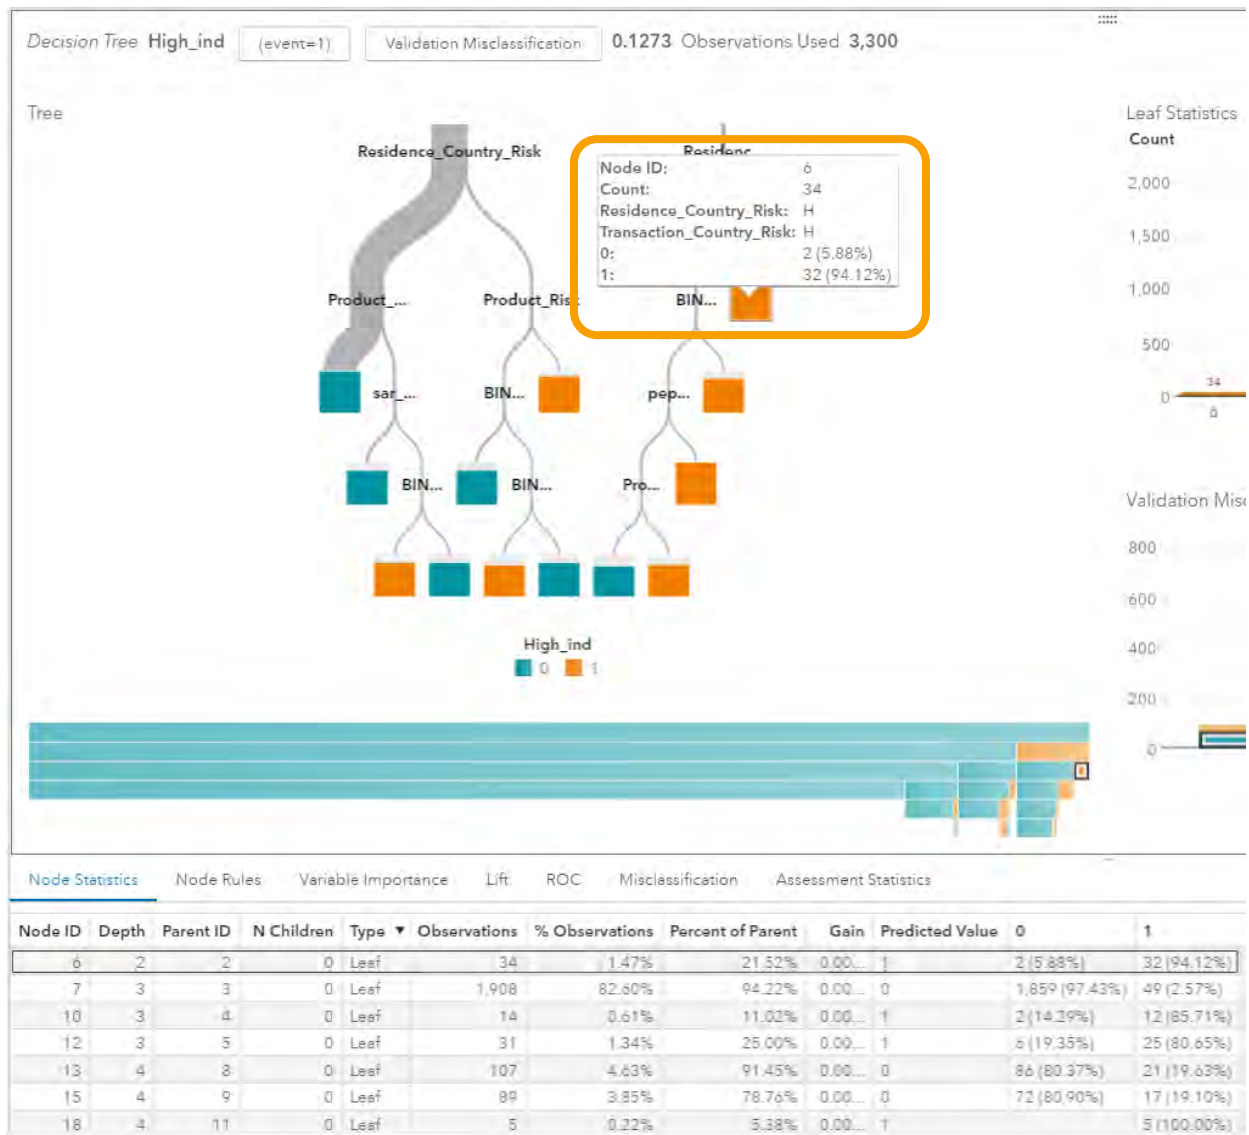 Decision Tree High_ind (event=1) Validation Misclassification 0.1273 Observations Used 3,300
Tree
Leaf Statistics
Count
2,000
1,500
1,000
500
0
34
6
Residence_Country_Risk
Residenc
Node ID: 6
Count: 34
Residence_Country_Risk: H
Transaction_Country_Risk: H
0: 2 (5.88%)
1: 32 (94.12%)
Product_... Product_Risk BIN...
sar_... BIN... pep...
BIN... BIN... Pro...
High_ind
0 1
Validation Misc
800
600
400
200
0
Node Statistics Node Rules Variable Importance Lift ROC Misclassification Assessment Statistics
Node ID Depth Parent ID N Children Type ▼ Observations % Observations Percent of Parent Gain Predicted Value 0 1
6 2 2 0 Leaf 34 1.47% 21.52% 0.00... 1 2 (5.88%) 32 (94.12%)
7 3 3 0 Leaf 1,908 82.60% 94.22% 0.00... 0 1,859 (97.43%) 49 (2.57%)
10 3 4 0 Leaf 14 0.61% 11.02% 0.00... 1 2 (14.29%) 12 (85.71%)
12 3 5 0 Leaf 31 1.34% 25.00% 0.00... 1 6 (19.35%) 25 (80.65%)
13 4 8 0 Leaf 107 4.63% 91.45% 0.00... 0 86 (80.37%) 21 (19.63%)
15 4 9 0 Leaf 89 3.85% 78.76% 0.00... 0 72 (80.90%) 17 (19.10%)
18 4 11 0 Leaf 5 0.22% 5.38% 0.00... 1 5 (100.00%)